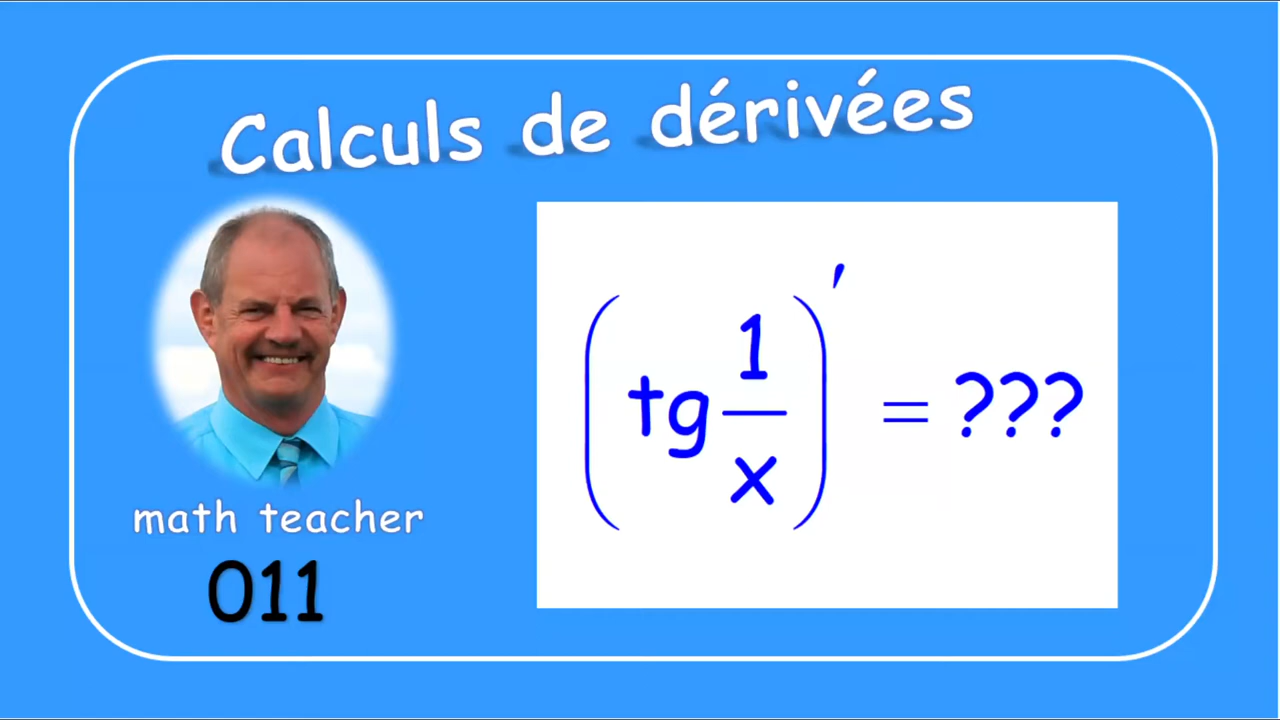 Calculs de dérivées
(tg 1/x)′ = ???
math teacher
011